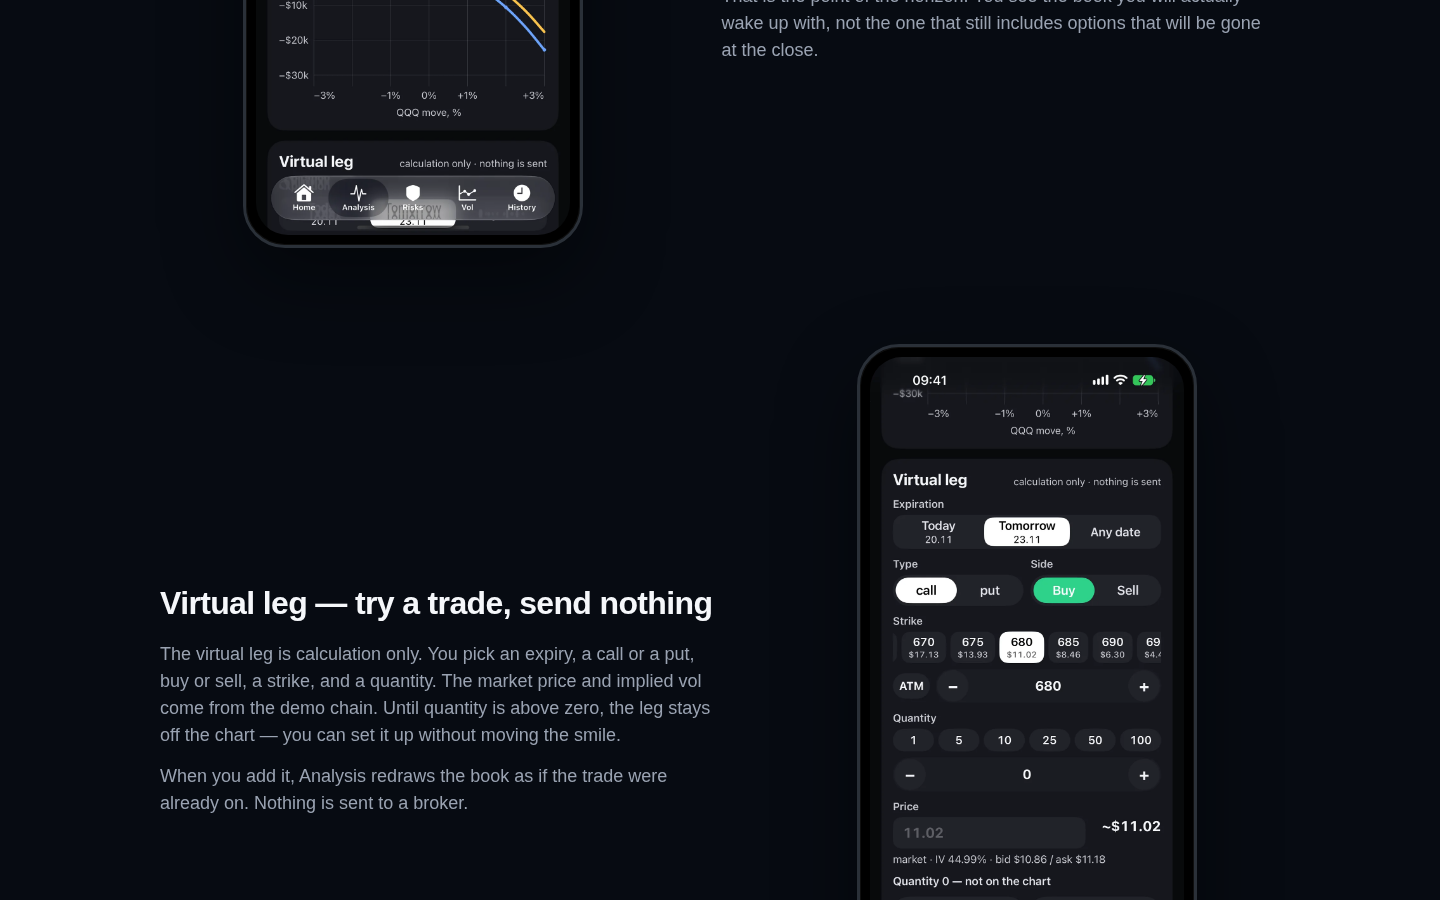 −$10k
−$20k
−$30k
−3% −1% 0% +1% +3%
QQQ move, %
Virtual leg calculation only · nothing is sent
Home Analysis Risks Vol History
20.11 23.11
wake up with, not the one that still includes options that will be gone
at the close.
Virtual leg — try a trade, send nothing
The virtual leg is calculation only. You pick an expiry, a call or a put,
buy or sell, a strike, and a quantity. The market price and implied vol
come from the demo chain. Until quantity is above zero, the leg stays
off the chart — you can set it up without moving the smile.
When you add it, Analysis redraws the book as if the trade were
already on. Nothing is sent to a broker.
09:41
−$30k
−3% −1% 0% +1% +3%
QQQ move, %
Virtual leg calculation only · nothing is sent
Expiration
Today Tomorrow Any date
20.11 23.11
Type Side
call put Buy Sell
Strike
670 675 680 685 690 69
$17.13 $13.93 $11.02 $8.46 $6.30 $4.4
ATM − 680 +
Quantity
1 5 10 25 50 100
− 0 +
Price
11.02 ~$11.02
market · IV 44.99% · bid $10.86 / ask $11.18
Quantity 0 — not on the chart